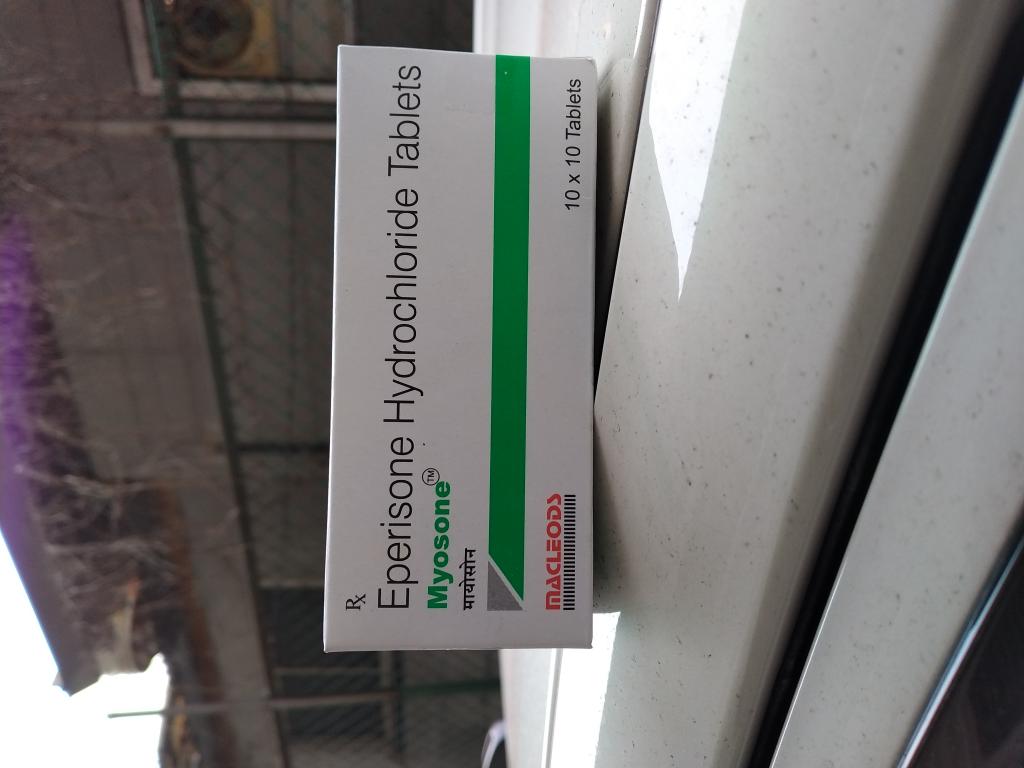 Rx
Eperisone Hydrochloride Tablets
Myosone™
मायोसोन
MACLEODS
10 x 10 Tablets